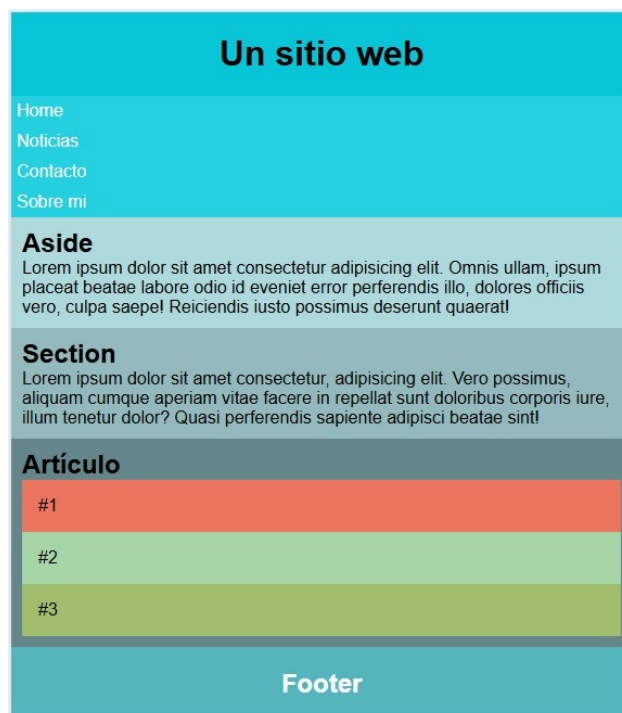 Un sitio web
Home
Noticias
Contacto
Sobre mi
Aside
Lorem ipsum dolor sit amet consectetur adipisicing elit. Omnis ullam, ipsum
placeat beatae labore odio id eveniet error perferendis illo, dolores officiis
vero, culpa saepe! Reiciendis iusto possimus deserunt quaerat!
Section
Lorem ipsum dolor sit amet consectetur, adipisicing elit. Vero possimus,
aliquam cumque aperiam vitae facere in repellat sunt doloribus corporis iure,
illum tenetur dolor? Quasi perferendis sapiente adipisci beatae sint!
Artículo
#1
#2
#3
Footer